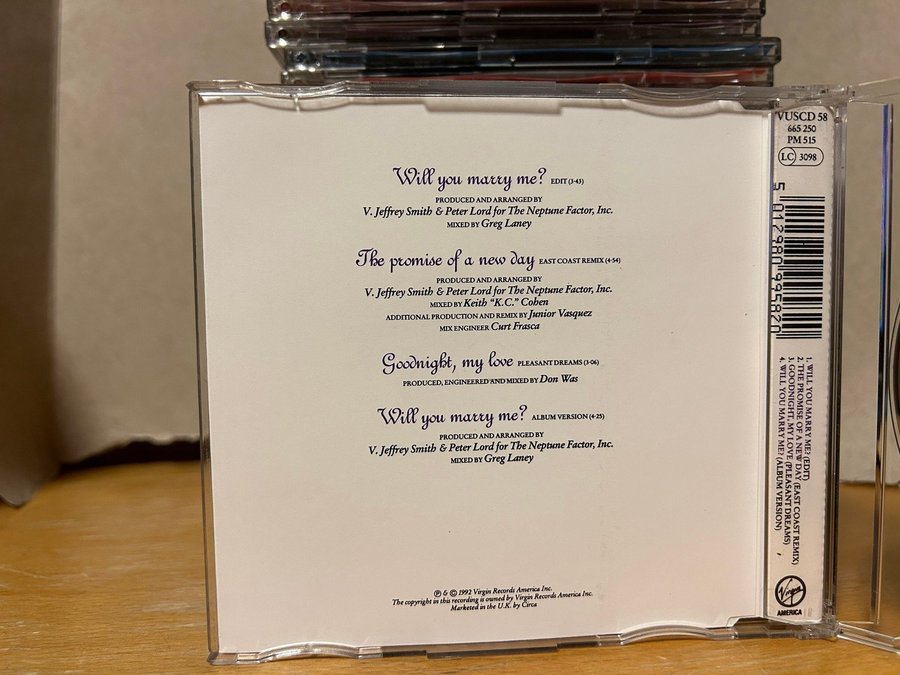 Will you marry me? EDIT (3·43)
PRODUCED AND ARRANGED BY
V. Jeffrey Smith & Peter Lord for The Neptune Factor, Inc.
MIXED BY Greg Laney
The promise of a new day EAST COAST REMIX (4·54)
PRODUCED AND ARRANGED BY
V. Jeffrey Smith & Peter Lord for The Neptune Factor, Inc.
MIXED BY Keith "K.C." Cohen
ADDITIONAL PRODUCTION AND REMIX BY Junior Vasquez
MIX ENGINEER Curt Frasca
Goodnight, my love PLEASANT DREAMS (3·06)
PRODUCED, ENGINEERED AND MIXED BY Don Was
Will you marry me? ALBUM VERSION (4·25)
PRODUCED AND ARRANGED BY
V. Jeffrey Smith & Peter Lord for The Neptune Factor, Inc.
MIXED BY Greg Laney
℗ & © 1992 Virgin Records America Inc.
The copyright in this recording is owned by Virgin Records America Inc.
Marketed in the U.K. by Circa
VUSCD 58
665 250
PM 515
LC 3098
5 012980 995820
1. WILL YOU MARRY ME? (EDIT)
2. THE PROMISE OF A NEW DAY (EAST COAST REMIX)
3. GOODNIGHT, MY LOVE (PLEASANT DREAMS)
4. WILL YOU MARRY ME? (ALBUM VERSION)
Virgin
AMERICA